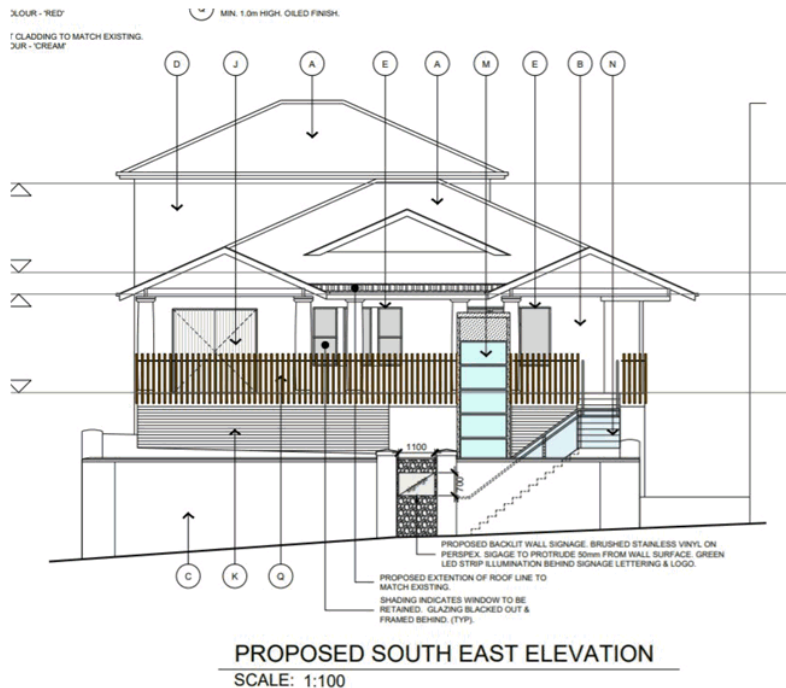 OLOUR - 'RED'
Q MIN. 1.0m HIGH. OILED FINISH.
CLADDING TO MATCH EXISTING.
OUR - 'CREAM'
D J A E A M E B N
1100
700
C K Q
PROPOSED BACKLIT WALL SIGNAGE. BRUSHED STAINLESS VINYL ON
PERSPEX. SIGAGE TO PROTRUDE 50mm FROM WALL SURFACE. GREEN
LED STRIP ILLUMINATION BEHIND SIGNAGE LETTERING & LOGO.
PROPOSED EXTENTION OF ROOF LINE TO
MATCH EXISTING.
SHADING INDICATES WINDOW TO BE
RETAINED. GLAZING BLACKED OUT &
FRAMED BEHIND. (TYP).
PROPOSED SOUTH EAST ELEVATION
SCALE: 1:100